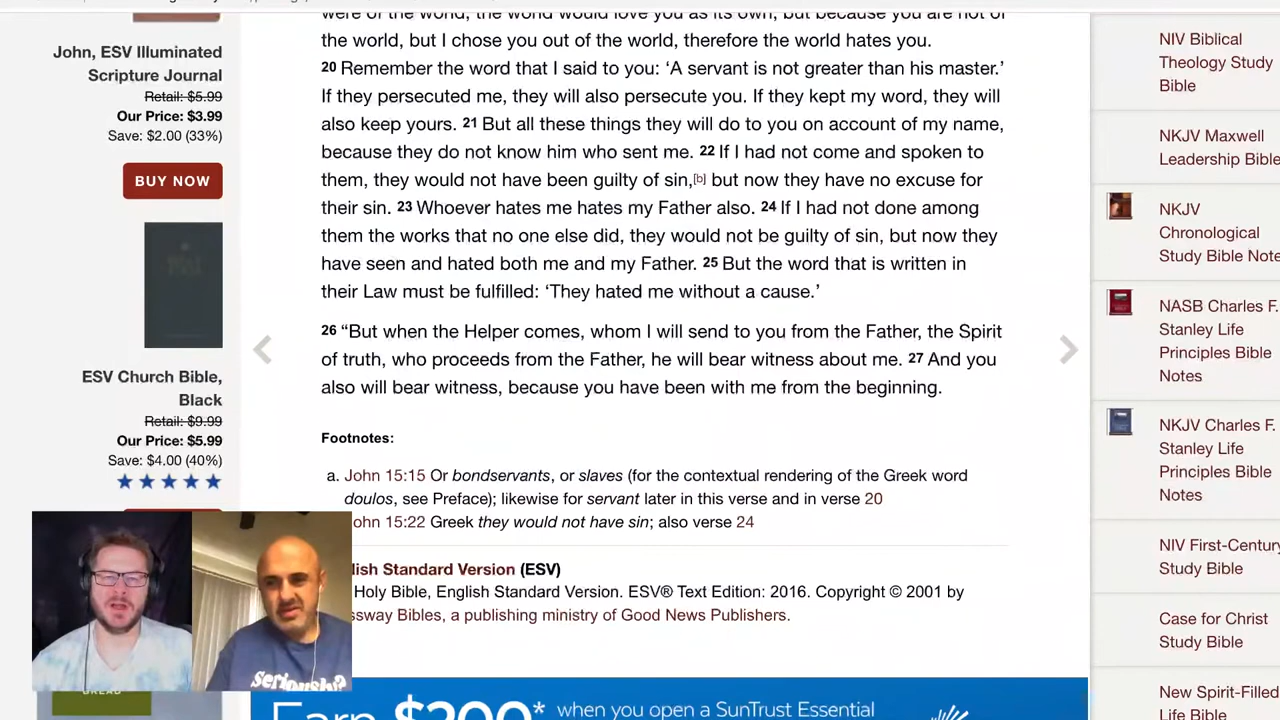 John, ESV Illuminated
Scripture Journal
Retail: $5.99
Our Price: $3.99
Save: $2.00 (33%)
BUY NOW
ESV Church Bible,
Black
Retail: $9.99
Our Price: $5.99
Save: $4.00 (40%)
BREAD
were of the world, the world would love you as its own; but because you are not of
the world, but I chose you out of the world, therefore the world hates you.
20 Remember the word that I said to you: ‘A servant is not greater than his master.’
If they persecuted me, they will also persecute you. If they kept my word, they will
also keep yours. 21 But all these things they will do to you on account of my name,
because they do not know him who sent me. 22 If I had not come and spoken to
them, they would not have been guilty of sin,[b] but now they have no excuse for
their sin. 23 Whoever hates me hates my Father also. 24 If I had not done among
them the works that no one else did, they would not be guilty of sin, but now they
have seen and hated both me and my Father. 25 But the word that is written in
their Law must be fulfilled: ‘They hated me without a cause.’
26 “But when the Helper comes, whom I will send to you from the Father, the Spirit
of truth, who proceeds from the Father, he will bear witness about me. 27 And you
also will bear witness, because you have been with me from the beginning.
Footnotes:
a. John 15:15 Or bondservants, or slaves (for the contextual rendering of the Greek word
doulos, see Preface); likewise for servant later in this verse and in verse 20
John 15:22 Greek they would not have sin; also verse 24
lish Standard Version (ESV)
Holy Bible, English Standard Version. ESV® Text Edition: 2016. Copyright © 2001 by
ssway Bibles, a publishing ministry of Good News Publishers.
seriously?
Earn $200* when you open a SunTrust Essential
NIV Biblical
Theology Study
Bible
NKJV Maxwell
Leadership Bible
NKJV
Chronological
Study Bible Note
NASB Charles F.
Stanley Life
Principles Bible
Notes
NKJV Charles F.
Stanley Life
Principles Bible
Notes
NIV First-Century
Study Bible
Case for Christ
Study Bible
New Spirit-Filled
Life Bible